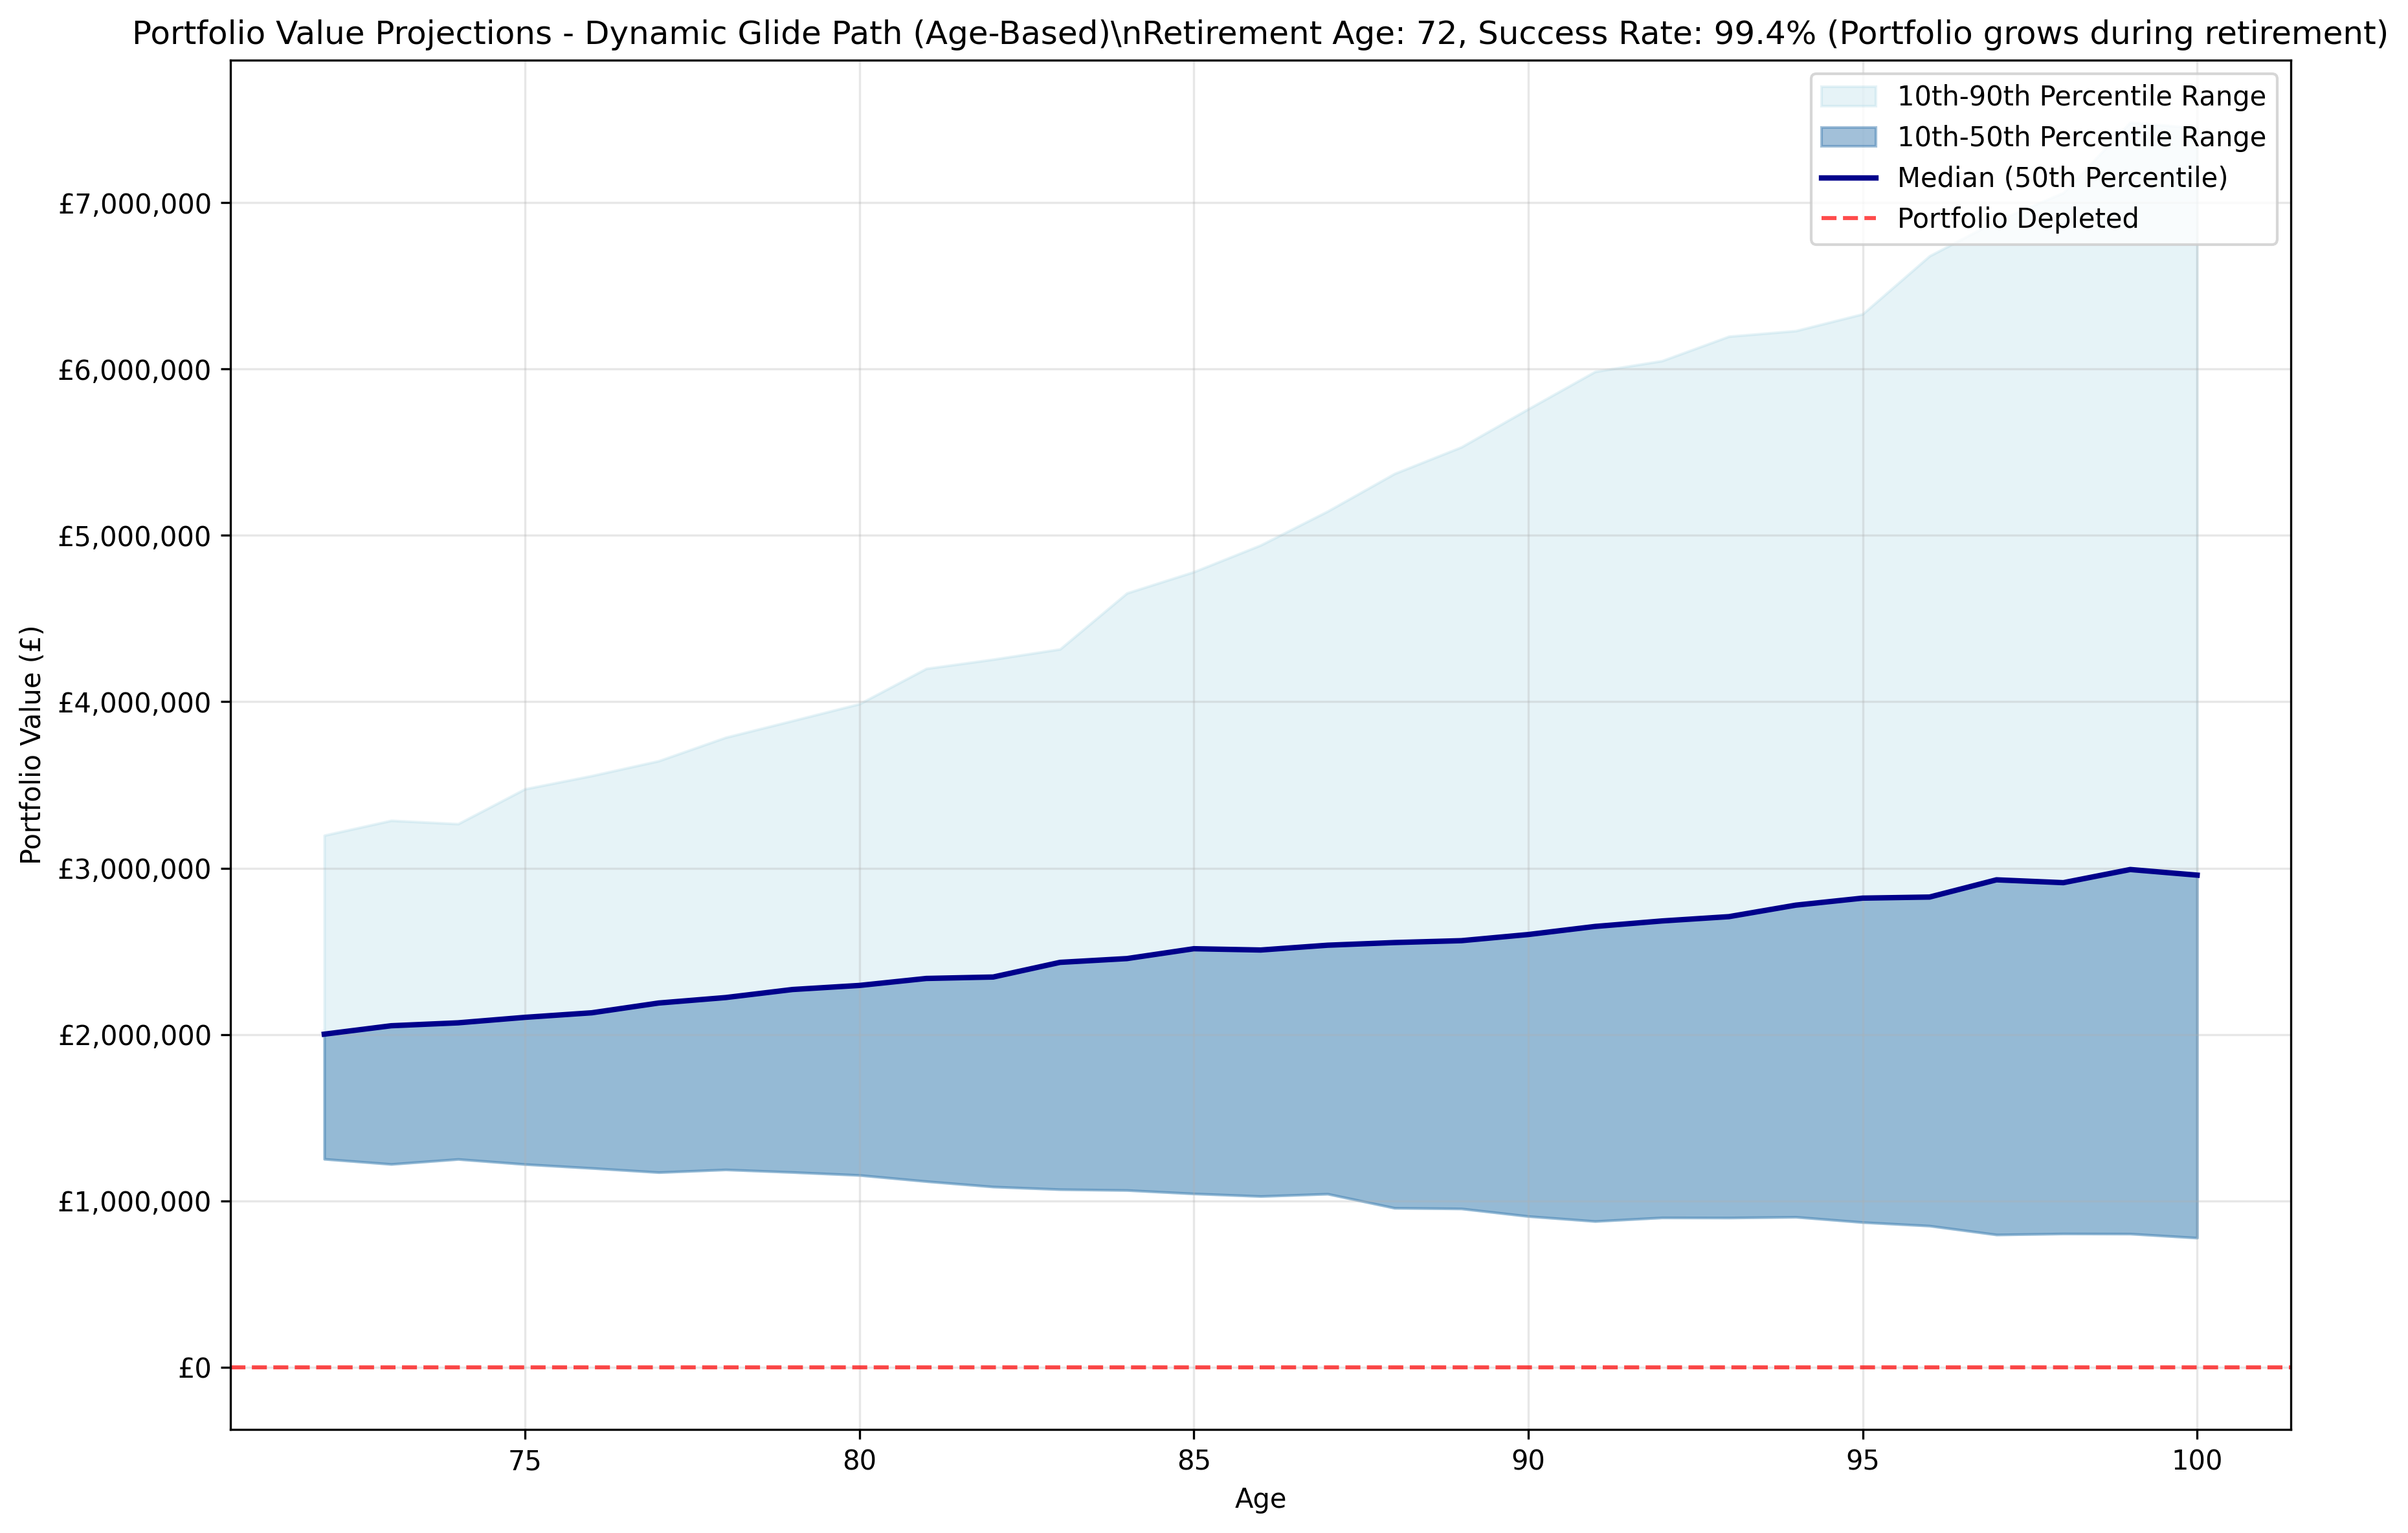 Portfolio Value Projections - Dynamic Glide Path (Age-Based)\nRetirement Age: 72, Success Rate: 99.4% (Portfolio grows during retirement)
10th-90th Percentile Range
10th-50th Percentile Range
Median (50th Percentile)
Portfolio Depleted
Portfolio Value (£)
£7,000,000
£6,000,000
£5,000,000
£4,000,000
£3,000,000
£2,000,000
£1,000,000
£0
75
80
85
90
95
100
Age